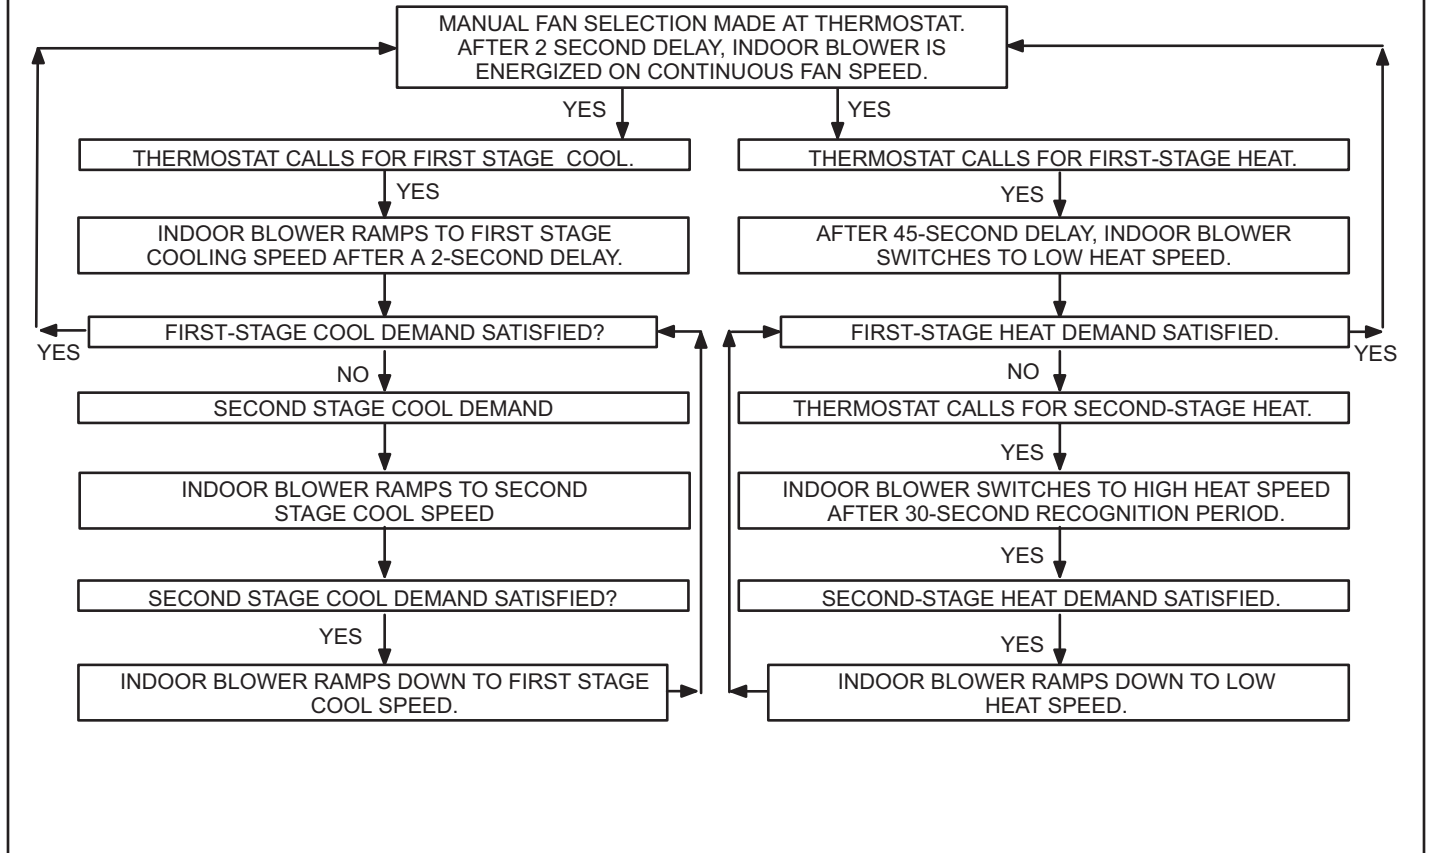 MANUAL FAN SELECTION MADE AT THERMOSTAT.
AFTER 2 SECOND DELAY, INDOOR BLOWER IS
ENERGIZED ON CONTINUOUS FAN SPEED.
YES
YES
THERMOSTAT CALLS FOR FIRST STAGE COOL.
YES
INDOOR BLOWER RAMPS TO FIRST STAGE
COOLING SPEED AFTER A 2-SECOND DELAY.
FIRST-STAGE COOL DEMAND SATISFIED?
YES
NO
SECOND STAGE COOL DEMAND
INDOOR BLOWER RAMPS TO SECOND
STAGE COOL SPEED
SECOND STAGE COOL DEMAND SATISFIED?
YES
INDOOR BLOWER RAMPS DOWN TO FIRST STAGE
COOL SPEED.
THERMOSTAT CALLS FOR FIRST-STAGE HEAT.
YES
AFTER 45-SECOND DELAY, INDOOR BLOWER
SWITCHES TO LOW HEAT SPEED.
FIRST-STAGE HEAT DEMAND SATISFIED.
YES
NO
THERMOSTAT CALLS FOR SECOND-STAGE HEAT.
YES
INDOOR BLOWER SWITCHES TO HIGH HEAT SPEED
AFTER 30-SECOND RECOGNITION PERIOD.
YES
SECOND-STAGE HEAT DEMAND SATISFIED.
YES
INDOOR BLOWER RAMPS DOWN TO LOW
HEAT SPEED.